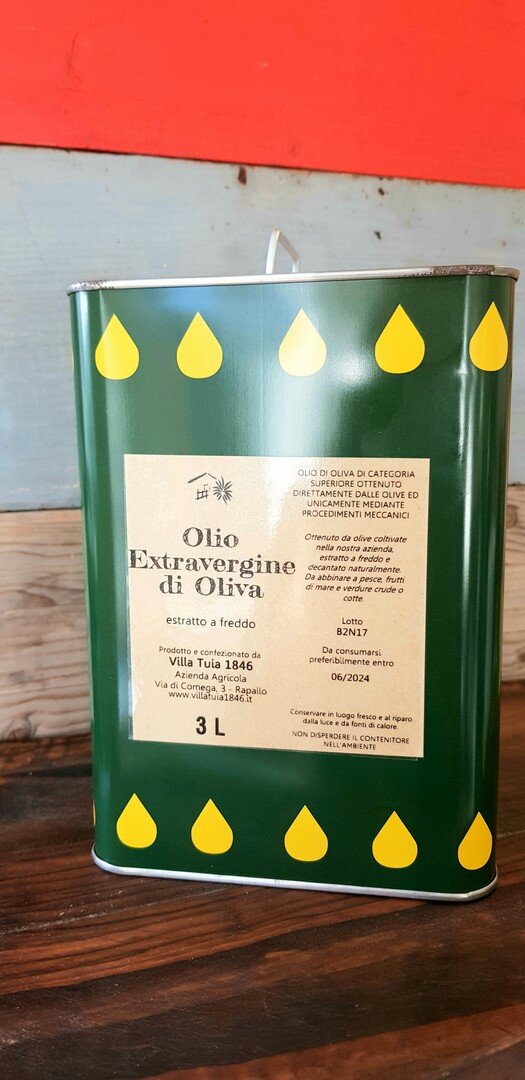 Olio
Extravergine
di Oliva
estratto a freddo
Prodotto e confezionato da
Villa Tuia 1846
Azienda Agricola
Via di Comega, 3 - Rapallo
www.villatuia1846.it
3 L
OLIO DI OLIVA DI CATEGORIA
SUPERIORE OTTENUTO
DIRETTAMENTE DALLE OLIVE ED
UNICAMENTE MEDIANTE
PROCEDIMENTI MECCANICI
Ottenuto da olive coltivate
nella nostra azienda,
estratto a freddo e
decantato naturalmente.
Da abbinare a pesce, frutti
di mare e verdure crude o
cotte.
Lotto
B2N17
Da consumarsi
preferibilmente entro
06/2024
Conservare in luogo fresco e al riparo
dalla luce e da fonti di calore.
NON DISPERDERE IL CONTENITORE
NELL'AMBIENTE